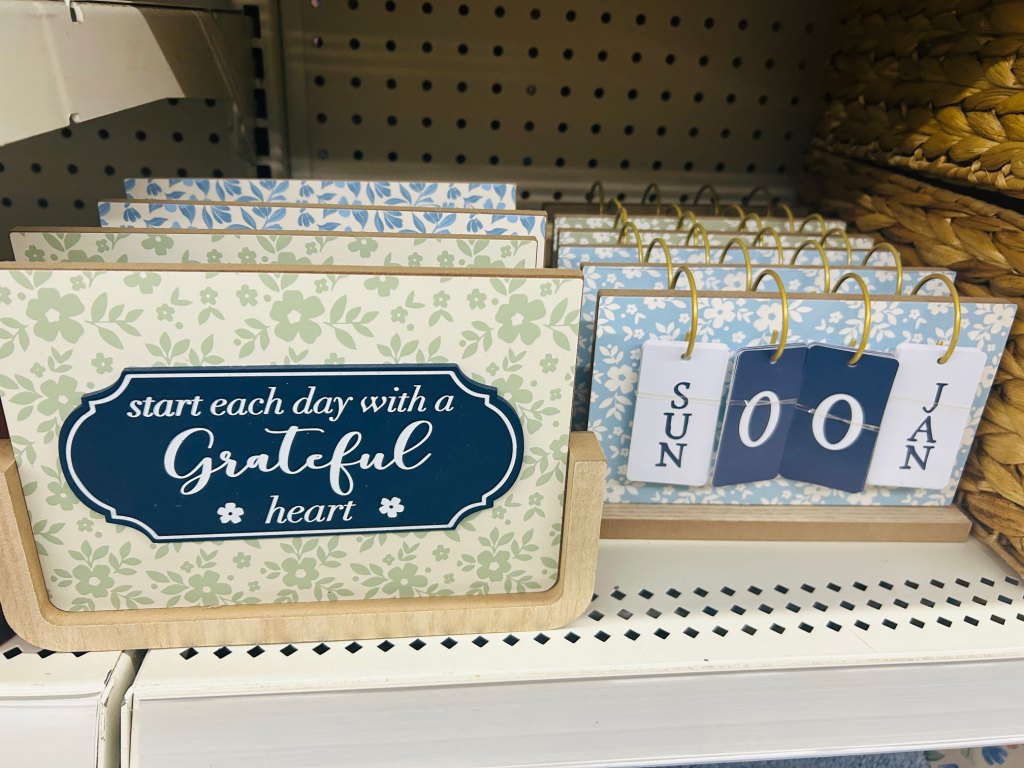 start each day with a
Grateful
heart
SUN
0
0
JAN